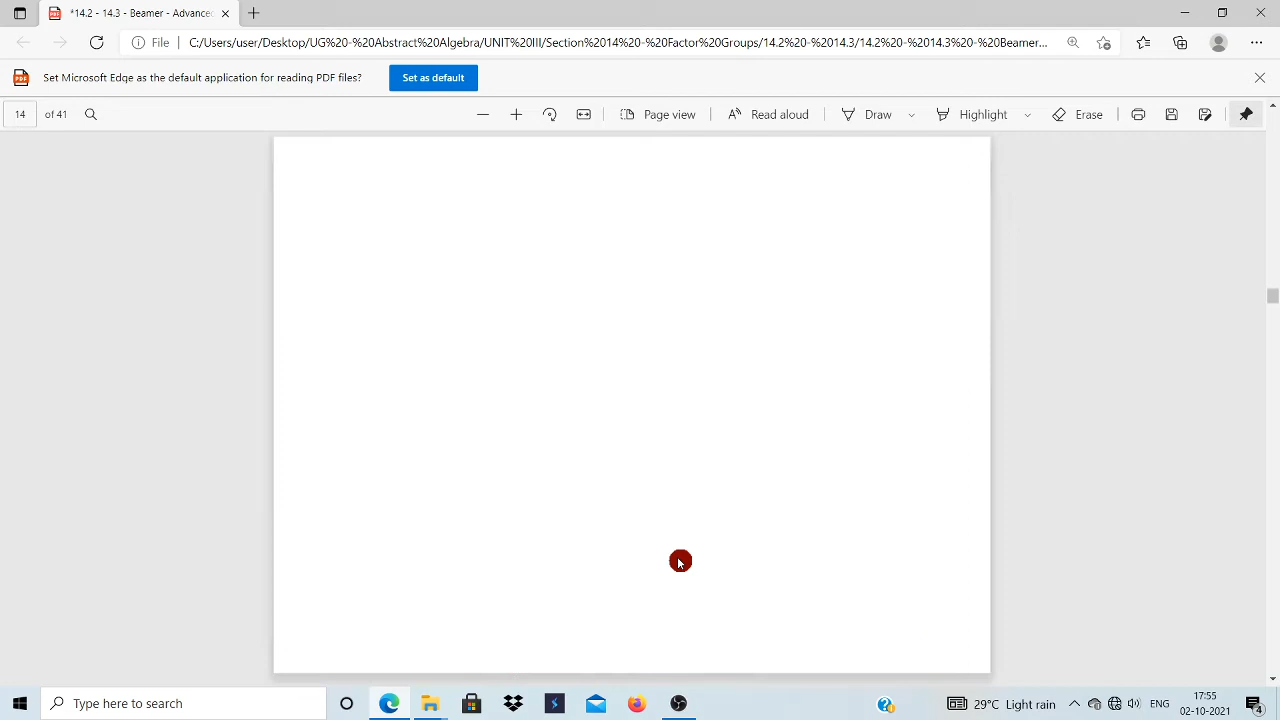 *14.2 - 14.3 - Beamer - Advance
File
C:/Users/user/Desktop/UG%20-%20Abstract%20Algebra/UNIT%20III/Section%2014%20-%20Factor%20Groups/14.2%20-%2014.3/14.2%20-%2014.3%20-%20Beamer...
PDF
Set Microsoft Edge as the default application for reading PDF files?
Set as default
14 of 41
Page view
Read aloud
Draw
Highlight
Erase
Type here to search
29°C Light rain
ENG
17:55
02-10-2021
4